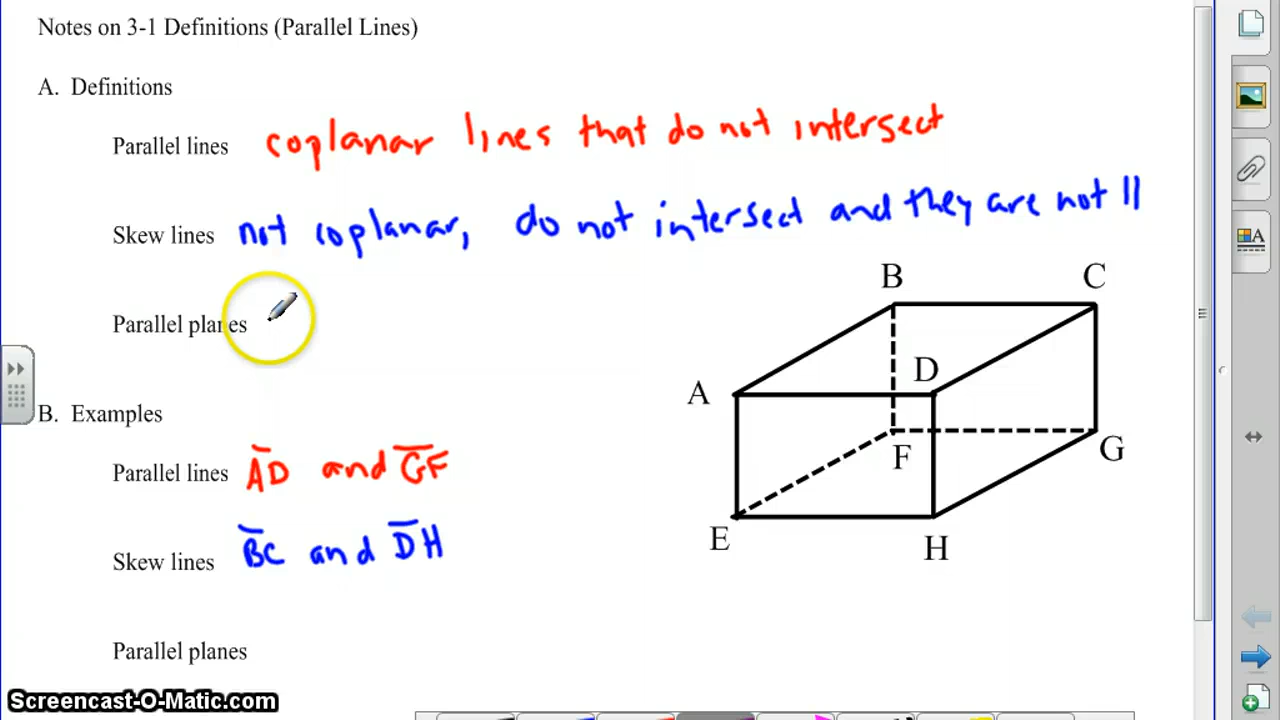 Notes on 3-1 Definitions (Parallel Lines)
A. Definitions
Parallel lines coplanar lines that do not intersect
Skew lines not coplanar, do not intersect and they are not ||
B C
Parallel planes
D
A
B. Examples
F G
Parallel lines AD and GF
E H
Skew lines BC and DH
Parallel planes
Screencast-O-Matic.com